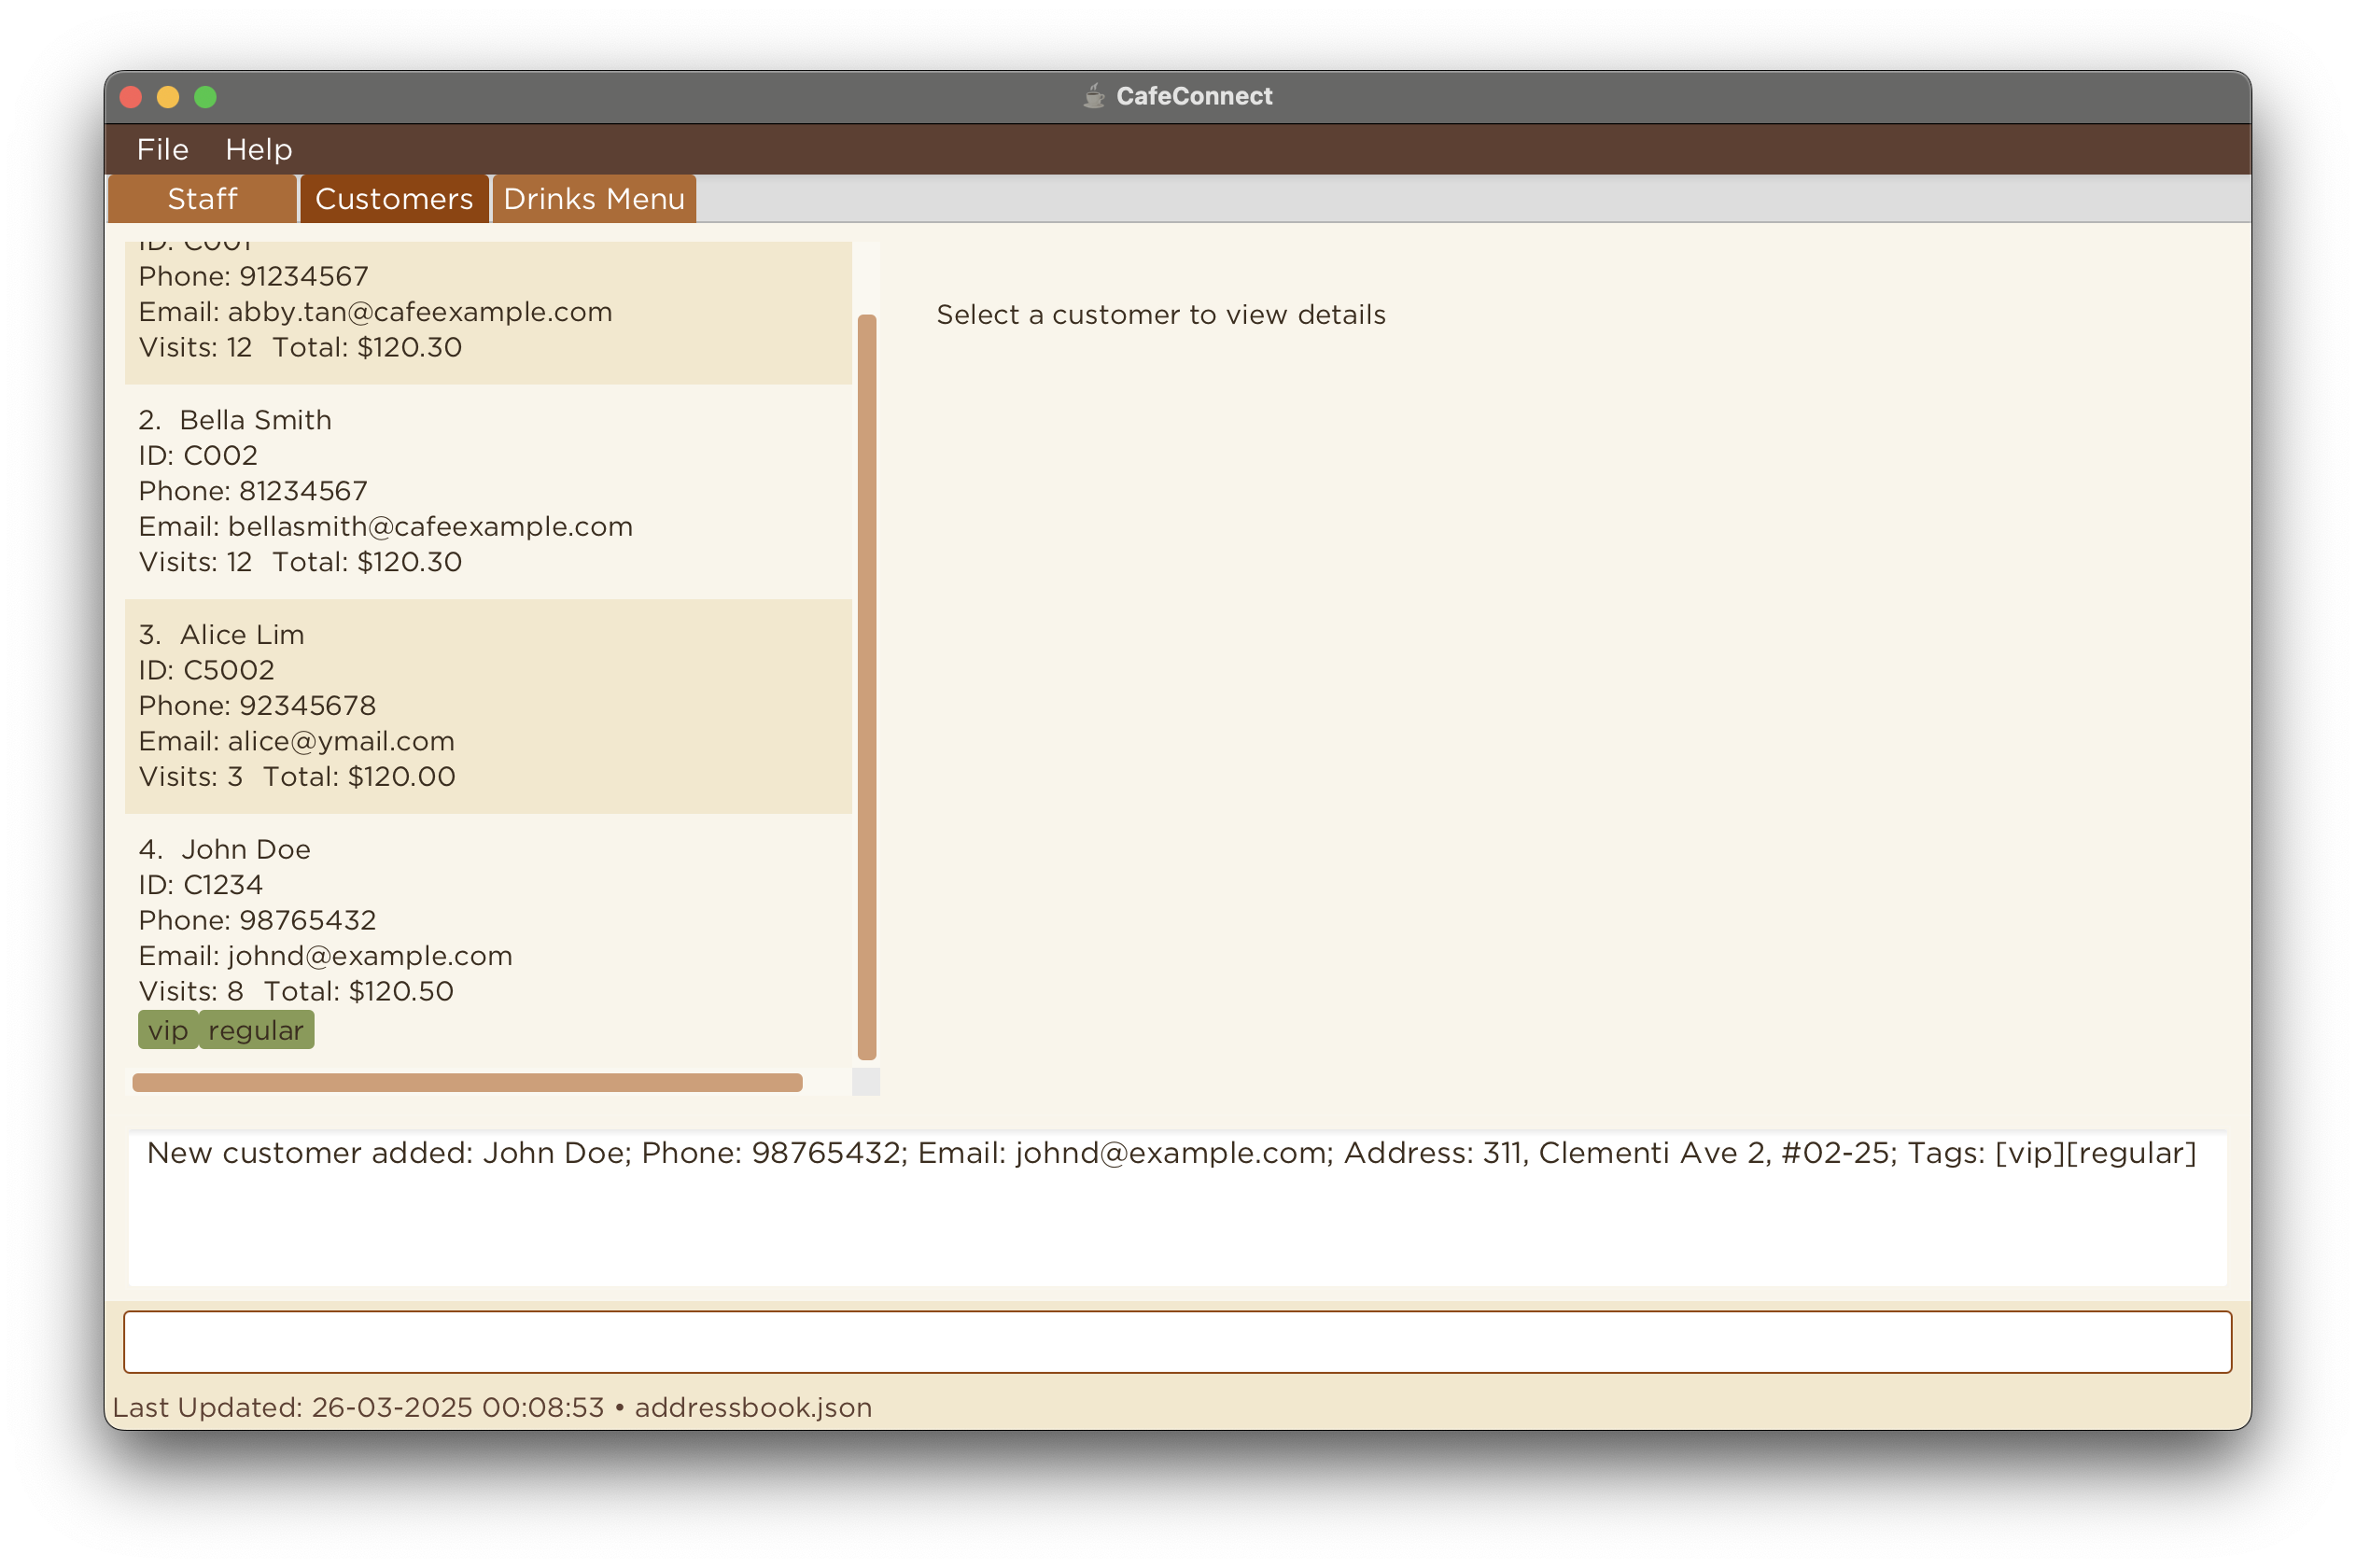 CafeConnect
File Help
Staff Customers Drinks Menu
ID: C001
Phone: 91234567
Email: abby.tan@cafeexample.com
Visits: 12 Total: $120.30
2. Bella Smith
ID: C002
Phone: 81234567
Email: bellasmith@cafeexample.com
Visits: 12 Total: $120.30
3. Alice Lim
ID: C5002
Phone: 92345678
Email: alice@ymail.com
Visits: 3 Total: $120.00
4. John Doe
ID: C1234
Phone: 98765432
Email: johnd@example.com
Visits: 8 Total: $120.50
vip regular
Select a customer to view details
New customer added: John Doe; Phone: 98765432; Email: johnd@example.com; Address: 311, Clementi Ave 2, #02-25; Tags: [vip][regular]
Last Updated: 26-03-2025 00:08:53 • addressbook.json